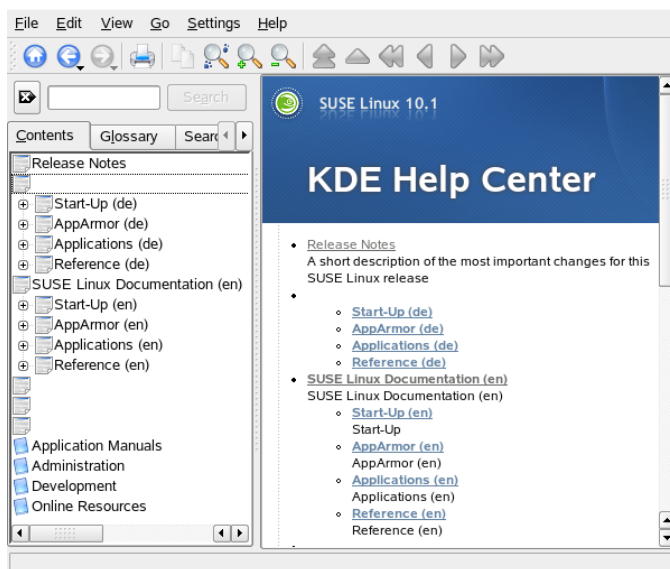 File Edit View Go Settings Help
Search
Contents Glossary Searc
Release Notes
Start-Up (de)
AppArmor (de)
Applications (de)
Reference (de)
SUSE Linux Documentation (en)
Start-Up (en)
AppArmor (en)
Applications (en)
Reference (en)
Application Manuals
Administration
Development
Online Resources
SUSE Linux 10.1
KDE Help Center
Release Notes
A short description of the most important changes for this
SUSE Linux release
Start-Up (de)
AppArmor (de)
Applications (de)
Reference (de)
SUSE Linux Documentation (en)
SUSE Linux Documentation (en)
Start-Up (en)
Start-Up
AppArmor (en)
AppArmor (en)
Applications (en)
Applications (en)
Reference (en)
Reference (en)